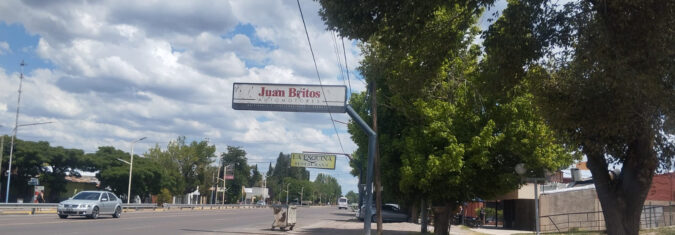 Juan Britos
AUTOMOTORES
LA ESQUINA